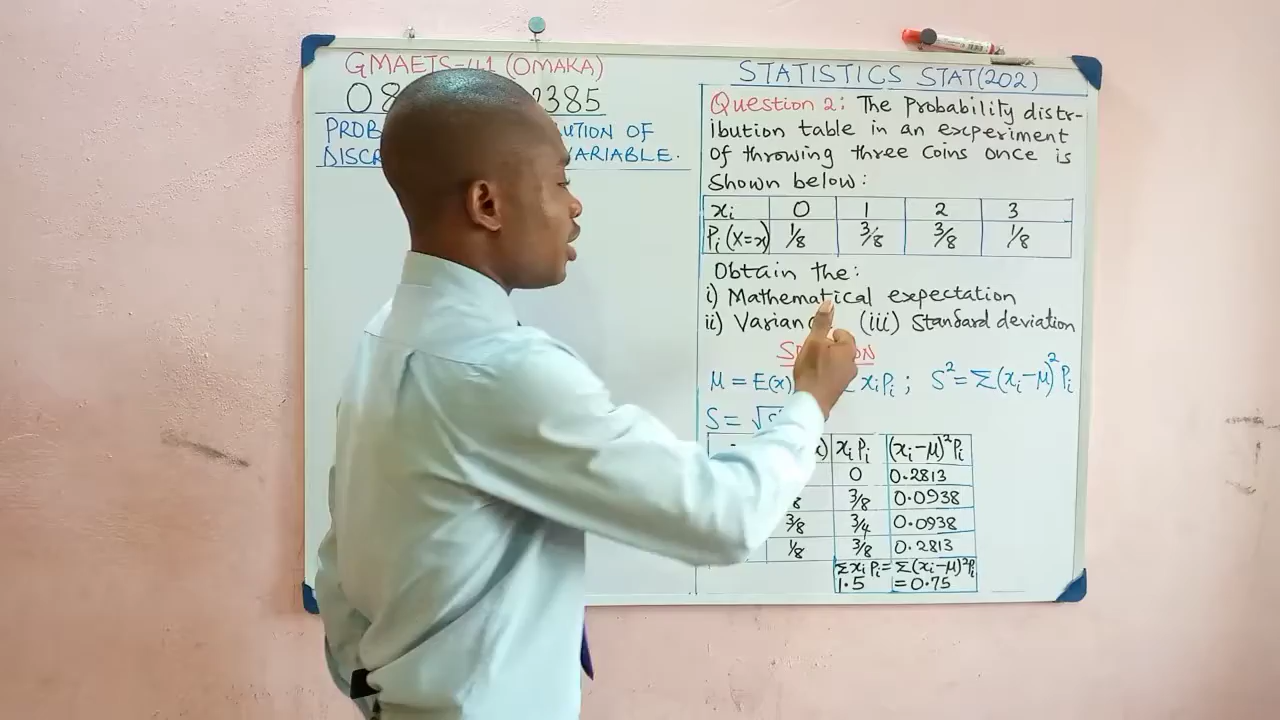 GMAETS-41 (OMAKA)
08 2385
PROB UTION OF
DISCR VARIABLE.
STATISTICS STAT(202)
Question 2: The Probability distr-
ibution table in an experiment
of throwing three Coins once is
Shown below:
xi 0 1 2 3
Pi(X=x) 1/8 3/8 3/8 1/8
Obtain the:
i) Mathematical expectation
ii) Varian (iii) Standard deviation
μ = E(x) xiPi ; S² = Σ(xi-μ)²Pi
S =
xiPi (xi-μ)²Pi
0 0.2813
3/8 0.0938
3/8 3/4 0.0938
1/8 3/8 0.2813
ΣxiPi= Σ(xi-μ)²Pi
1.5 =0.75